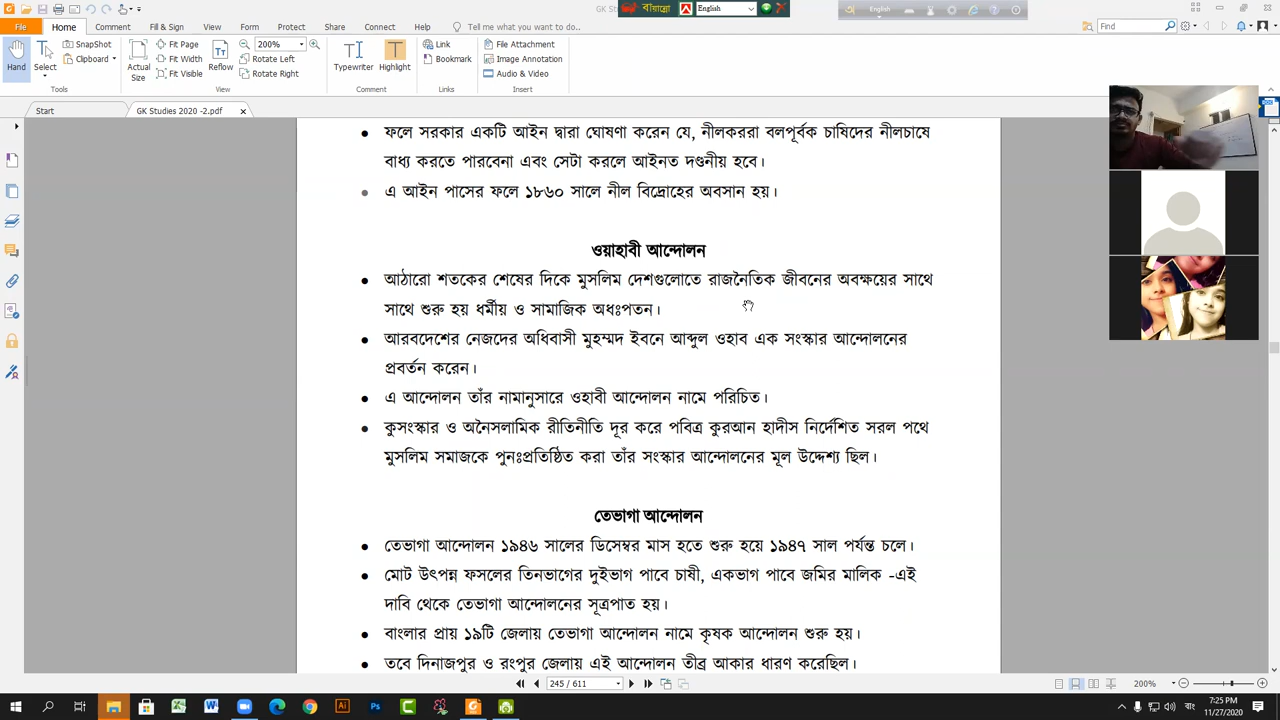 GK S
বাংলা
English
English
File
Home
Comment
View
Form
Protect
Share
Connect
Help
Tell me what you want to do...
Find
Hand
Select
SnapShot
Clipboard
Actual Size
Fit Page
Fit Width
Fit Visible
Reflow
200%
Rotate Left
Rotate Right
Typewriter
Highlight
Link
Bookmark
File Attachment
Image Annotation
Audio & Video
Tools
View
Comment
Links
Insert
Start
GK Studies 2020 -2.pdf
ফলে সরকার একটি আইন দ্বারা ঘোষণা করেন যে, নীলকররা বলপূর্বক চাষিদের নীলচাষে
বাধ্য করতে পারবেনা এবং সেটা করলে আইনত দণ্ডনীয় হবে।
এ আইন পাসের ফলে ১৮৬০ সালে নীল বিদ্রোহের অবসান হয়।
ওয়াহাবী আন্দোলন
আঠারো শতকের শেষের দিকে মুসলিম দেশগুলোতে রাজনৈতিক জীবনের অবক্ষয়ের সাথে
সাথে শুরু হয় ধর্মীয় ও সামাজিক অধঃপতন।
আরবদেশের নেজদের অধিবাসী মুহম্মদ ইবনে আব্দুল ওহাব এক সংস্কার আন্দোলনের
প্রবর্তন করেন।
এ আন্দোলন তাঁর নামানুসারে ওহাবী আন্দোলন নামে পরিচিত।
কুসংস্কার ও অনৈসলামিক রীতিনীতি দূর করে পবিত্র কুরআন হাদীস নির্দেশিত সরল পথে
মুসলিম সমাজকে পুনঃপ্রতিষ্ঠিত করা তাঁর সংস্কার আন্দোলনের মূল উদ্দেশ্য ছিল।
তেভাগা আন্দোলন
তেভাগা আন্দোলন ১৯৪৬ সালের ডিসেম্বর মাস হতে শুরু হয়ে ১৯৪৭ সাল পর্যন্ত চলে।
মোট উৎপন্ন ফসলের তিনভাগের দুইভাগ পাবে চাষী, একভাগ পাবে জমির মালিক -এই
দাবি থেকে তেভাগা আন্দোলনের সূত্রপাত হয়।
বাংলার প্রায় ১৯টি জেলায় তেভাগা আন্দোলন নামে কৃষক আন্দোলন শুরু হয়।
তবে দিনাজপুর ও রংপুর জেলায় এই আন্দোলন তীব্র আকার ধারণ করেছিল।
245 / 611
200%
বাং
7:25 PM
11/27/2020